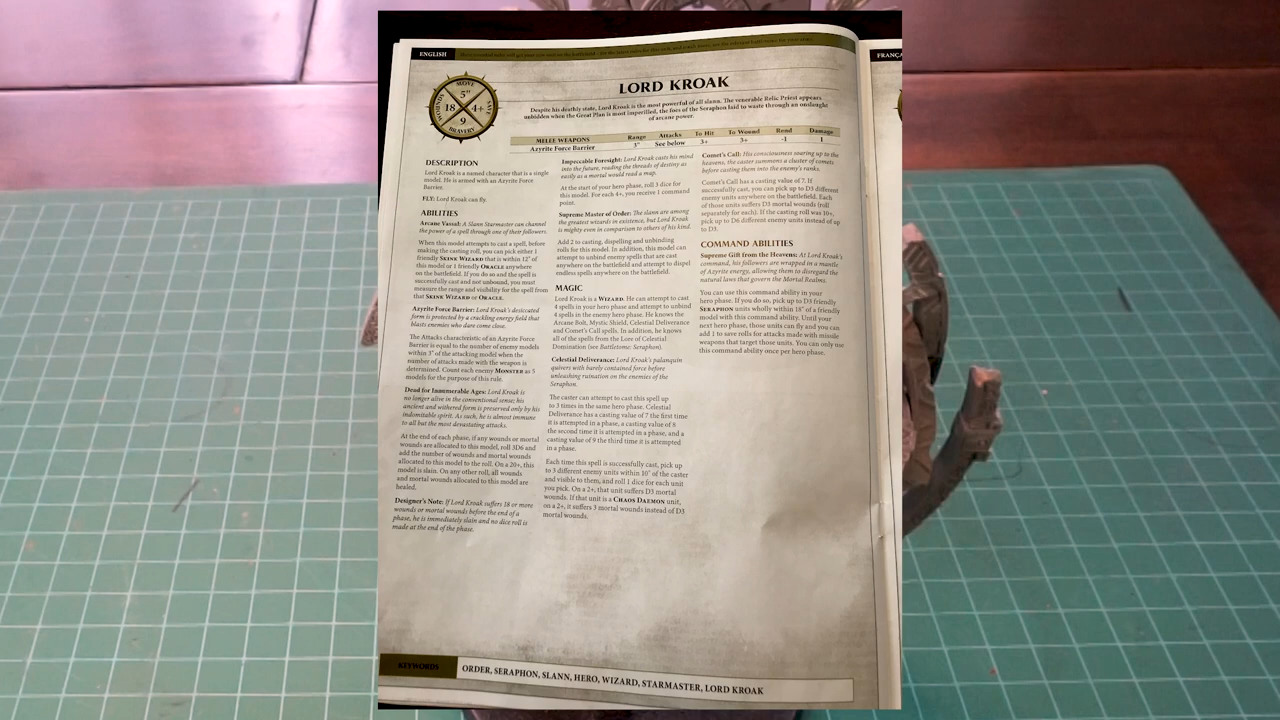 ENGLISH
FRANÇA
LORD KROAK
MOVE
5"
WOUNDS
18
4+
SAVE
9
BRAVERY
Despite his deathly state, Lord Kroak is the most powerful of all slann. The venerable Relic Priest appears
unbidden when the Great Plan is most imperilled, the foes of the Seraphon laid to waste through an onslaught
of arcane power.
MELEE WEAPONS Range Attacks To Hit To Wound Rend Damage
Azyrite Force Barrier 3" See below 3+ 3+ -1 1
DESCRIPTION
Lord Kroak is a named character that is a single
model. He is armed with an Azyrite Force
Barrier.
FLY: Lord Kroak can fly.
ABILITIES
Arcane Vassal: A Slann Starmaster can channel
the power of a spell through one of their followers.
When this model attempts to cast a spell, before
making the casting roll, you can pick either 1
friendly SKINK WIZARD that is within 12" of
this model or 1 friendly ORACLE anywhere
on the battlefield. If you do so and the spell is
successfully cast and not unbound, you must
measure the range and visibility for the spell from
that SKINK WIZARD or ORACLE.
Azyrite Force Barrier: Lord Kroak's desiccated
form is protected by a crackling energy field that
blasts enemies who dare come close.
The Attacks characteristic of an Azyrite Force
Barrier is equal to the number of enemy models
within 3" of the attacking model when the
number of attacks made with the weapon is
determined. Count each enemy MONSTER as 5
models for the purpose of this rule.
Dead for Innumerable Ages: Lord Kroak is
no longer alive in the conventional sense; his
ancient and withered form is preserved only by his
indomitable spirit. As such, he is almost immune
to all but the most devastating attacks.
At the end of each phase, if any wounds or mortal
wounds are allocated to this model, roll 3D6 and
add the number of wounds and mortal wounds
allocated to this model to the roll. On a 20+, this
model is slain. On any other roll, all wounds
and mortal wounds allocated to this model are
healed.
Designer's Note: If Lord Kroak suffers 18 or more
wounds or mortal wounds before the end of a
phase, he is immediately slain and no dice roll is
made at the end of the phase.
Impeccable Foresight: Lord Kroak casts his mind
into the future, reading the threads of destiny as
easily as a mortal would read a map.
At the start of your hero phase, roll 3 dice for
this model. For each 4+, you receive 1 command
point.
Supreme Master of Order: The slann are among
the greatest wizards in existence, but Lord Kroak
is mighty even in comparison to others of his kind.
Add 2 to casting, dispelling and unbinding
rolls for this model. In addition, this model can
attempt to unbind enemy spells that are cast
anywhere on the battlefield and attempt to dispel
endless spells anywhere on the battlefield.
MAGIC
Lord Kroak is a WIZARD. He can attempt to cast
4 spells in your hero phase and attempt to unbind
4 spells in the enemy hero phase. He knows the
Arcane Bolt, Mystic Shield, Celestial Deliverance
and Comet's Call spells. In addition, he knows
all of the spells from the Lore of Celestial
Domination (see Battletome: Seraphon).
Celestial Deliverance: Lord Kroak's palanquin
quivers with barely contained force before
unleashing ruination on the enemies of the
Seraphon.
The caster can attempt to cast this spell up
to 3 times in the same hero phase. Celestial
Deliverance has a casting value of 7 the first time
it is attempted in a phase, a casting value of 8
the second time it is attempted in a phase, and a
casting value of 9 the third time it is attempted
in a phase.
Each time this spell is successfully cast, pick up
to 3 different enemy units within 10" of the caster
and visible to them, and roll 1 dice for each unit
you pick. On a 2+, that unit suffers D3 mortal
wounds. If that unit is a CHAOS DAEMON unit,
on a 2+, it suffers 3 mortal wounds instead of D3
mortal wounds.
Comet's Call: His consciousness soaring up to the
heavens, the caster summons a cluster of comets
before casting them into the enemy's ranks.
Comet's Call has a casting value of 7. If
successfully cast, you can pick up to D3 different
enemy units anywhere on the battlefield. Each
of those units suffers D3 mortal wounds (roll
separately for each). If the casting roll was 10+,
pick up to D6 different enemy units instead of up
to D3.
COMMAND ABILITIES
Supreme Gift from the Heavens: At Lord Kroak's
command, his followers are wrapped in a mantle
of Azyrite energy, allowing them to disregard the
natural laws that govern the Mortal Realms.
You can use this command ability in your
hero phase. If you do so, pick up to D3 friendly
SERAPHON units wholly within 18" of a friendly
model with this command ability. Until your
next hero phase, those units can fly and you can
add 1 to save rolls for attacks made with missile
weapons that target those units. You can only use
this command ability once per hero phase.
KEYWORDS
ORDER, SERAPHON, SLANN, HERO, WIZARD, STARMASTER, LORD KROAK